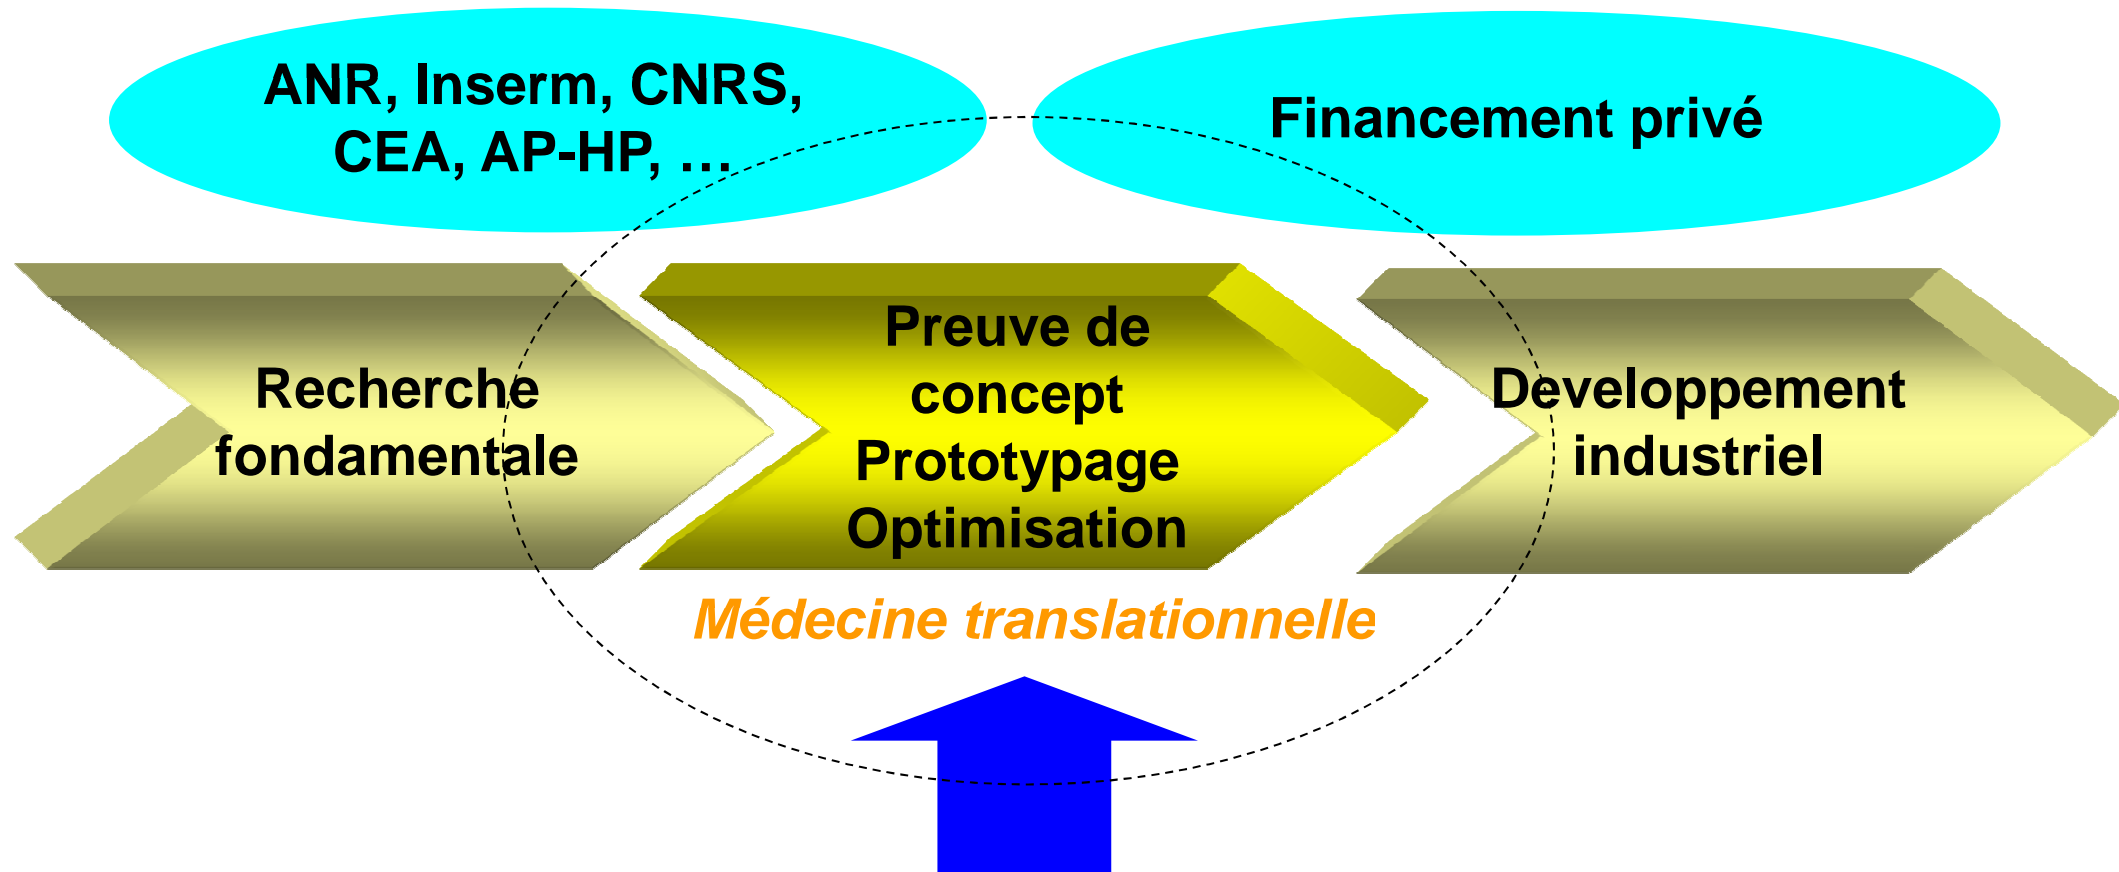 ANR, Inserm, CNRS,
CEA, AP-HP, …
Financement privé
Recherche
fondamentale
Preuve de
concept
Prototypage
Optimisation
Developpement
industriel
Médecine translationnelle